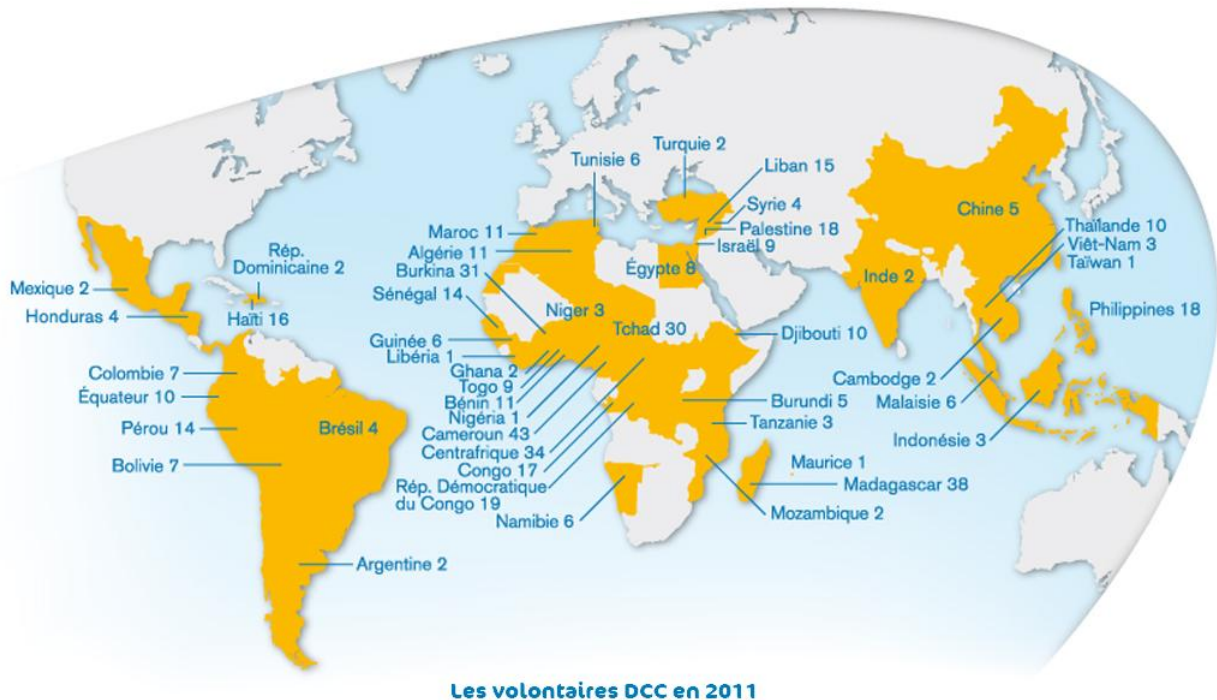 Tunisie 6
Turquie 2
Liban 15
Syrie 4
Palestine 18
Israël 9
Égypte 8
Maroc 11
Algérie 11
Burkina 31
Sénégal 14
Niger 3
Tchad 30
Guinée 6
Libéria 1
Ghana 2
Togo 9
Bénin 11
Nigéria 1
Cameroun 43
Centrafrique 34
Congo 17
Rép. Démocratique
du Congo 19
Namibie 6
Djibouti 10
Burundi 5
Tanzanie 3
Maurice 1
Madagascar 38
Mozambique 2
Rép.
Dominicaine 2
Mexique 2
Honduras 4
Haïti 16
Colombie 7
Équateur 10
Pérou 14
Brésil 4
Bolivie 7
Argentine 2
Chine 5
Inde 2
Thaïlande 10
Viêt-Nam 3
Taïwan 1
Philippines 18
Cambodge 2
Malaisie 6
Indonésie 3
Les volontaires DCC en 2011